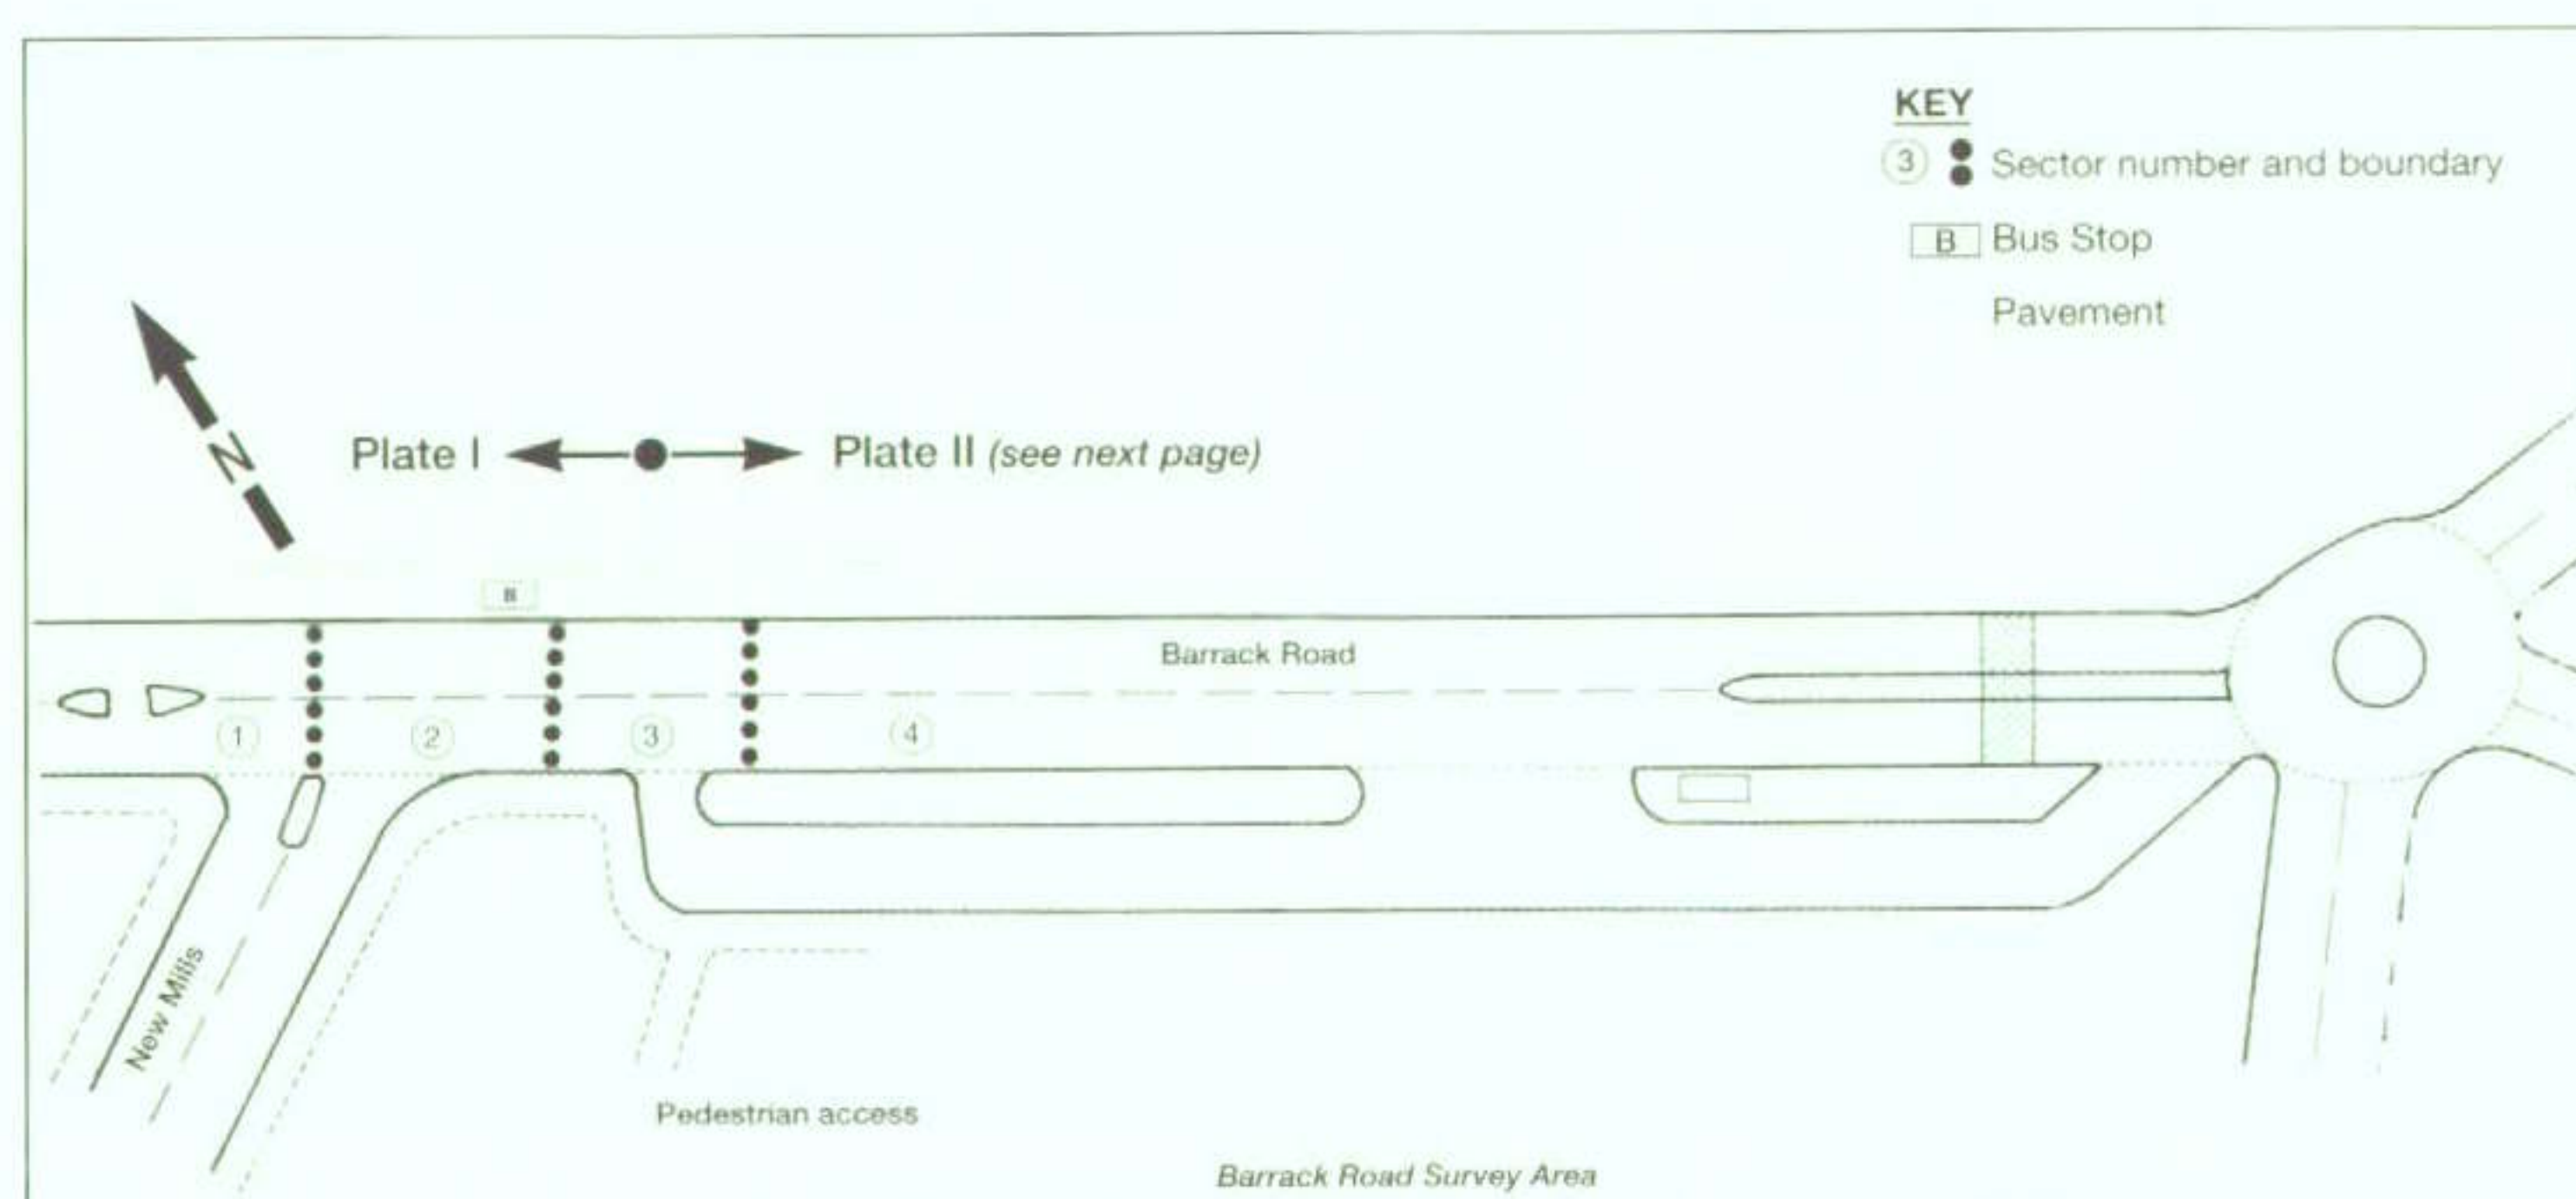 KEY
3 Sector number and boundary
B Bus Stop
Pavement
N
Plate I Plate II (see next page)
B
Barrack Road
1 2 3 4
New Mills
Pedestrian access
Barrack Road Survey Area